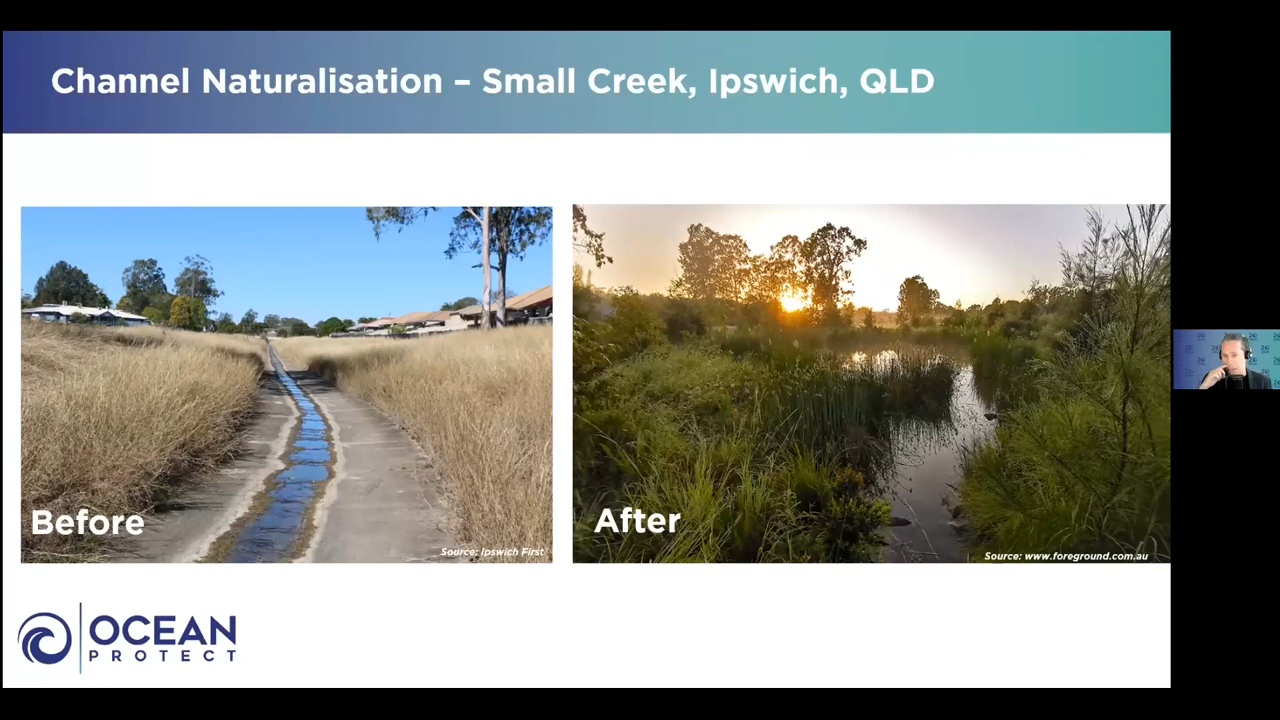 Channel Naturalisation – Small Creek, Ipswich, QLD
Before
Source: Ipswich First
After
Source: www.foreground.com.au
OCEAN
PROTECT